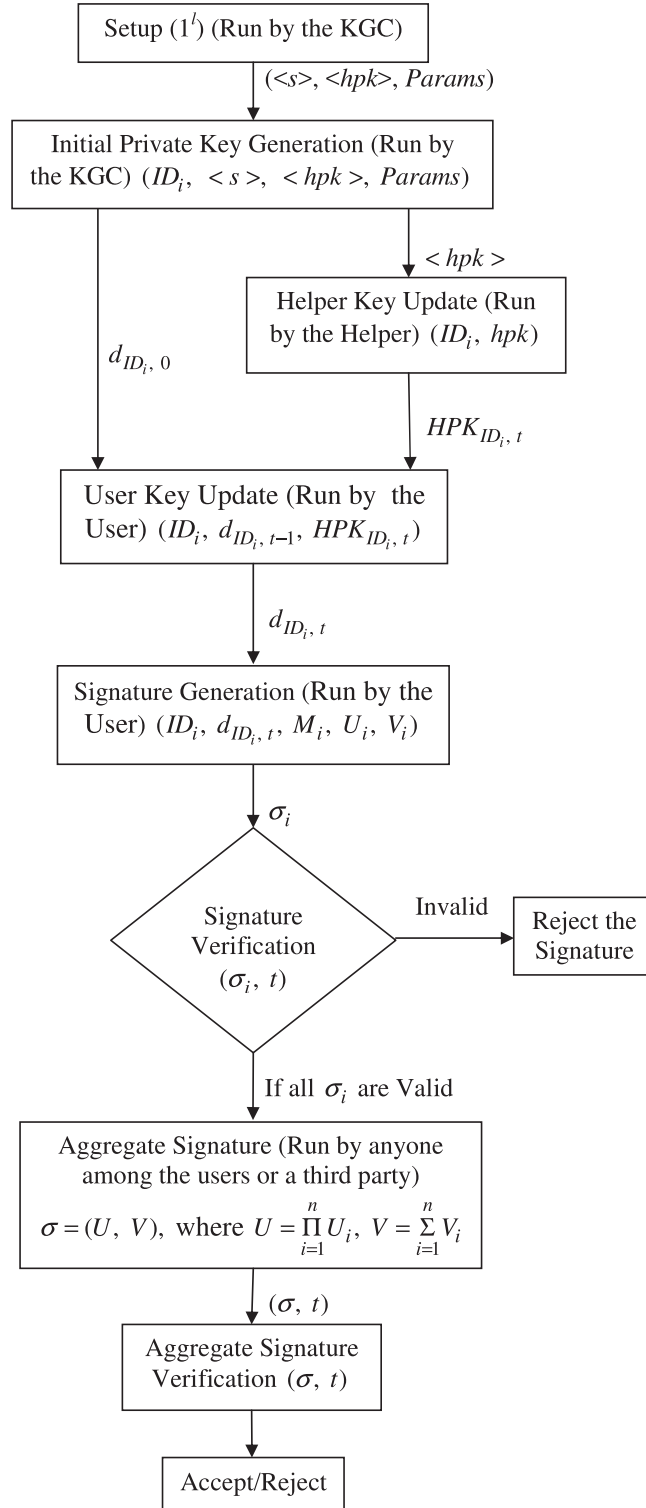 Setup (1^l) (Run by the KGC)
(<s>, <hpk>, Params)
Initial Private Key Generation (Run by
the KGC) (ID_i, <s>, <hpk>, Params)
<hpk>
Helper Key Update (Run
by the Helper) (ID_i, hpk)
d_{ID_i, 0}
HPK_{ID_i, t}
User Key Update (Run by the
User) (ID_i, d_{ID_i, t−1}, HPK_{ID_i, t})
d_{ID_i, t}
Signature Generation (Run by the
User) (ID_i, d_{ID_i, t}, M_i, U_i, V_i)
σ_i
Signature
Verification
(σ_i, t)
Invalid
Reject the
Signature
If all σ_i are Valid
Aggregate Signature (Run by anyone
among the users or a third party)
σ = (U, V), where U = ∏_{i=1}^{n} U_i, V = Σ_{i=1}^{n} V_i
(σ, t)
Aggregate Signature
Verification (σ, t)
Accept/Reject